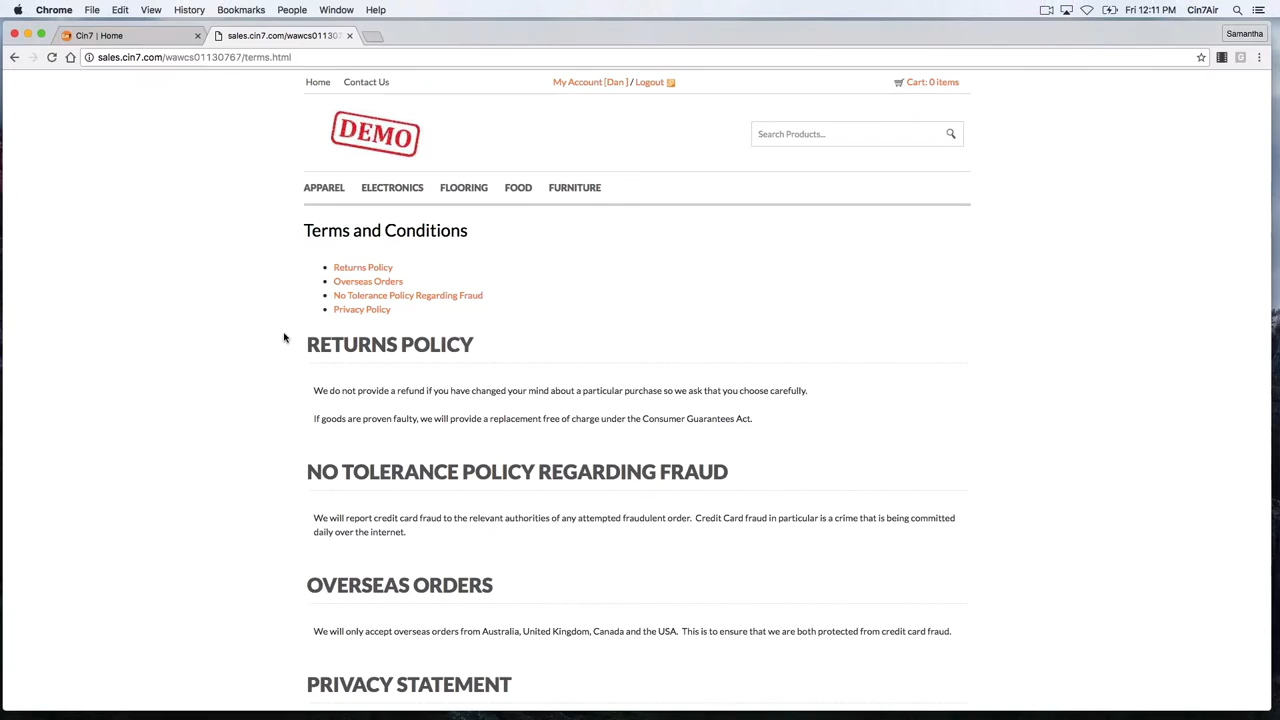 Chrome File Edit View History Bookmarks People Window Help Fri 12:11 PM Cin7Air
Cin7 | Home sales.cin7.com/wawcs011307 Samantha
sales.cin7.com/wawcs01130767/terms.html
Home Contact Us My Account [Dan ] / Logout Cart: 0 items
DEMO
Search Products...
APPAREL ELECTRONICS FLOORING FOOD FURNITURE
Terms and Conditions
Returns Policy
Overseas Orders
No Tolerance Policy Regarding Fraud
Privacy Policy
RETURNS POLICY
We do not provide a refund if you have changed your mind about a particular purchase so we ask that you choose carefully.
If goods are proven faulty, we will provide a replacement free of charge under the Consumer Guarantees Act.
NO TOLERANCE POLICY REGARDING FRAUD
We will report credit card fraud to the relevant authorities of any attempted fraudulent order. Credit Card fraud in particular is a crime that is being committed
daily over the internet.
OVERSEAS ORDERS
We will only accept overseas orders from Australia, United Kingdom, Canada and the USA. This is to ensure that we are both protected from credit card fraud.
PRIVACY STATEMENT